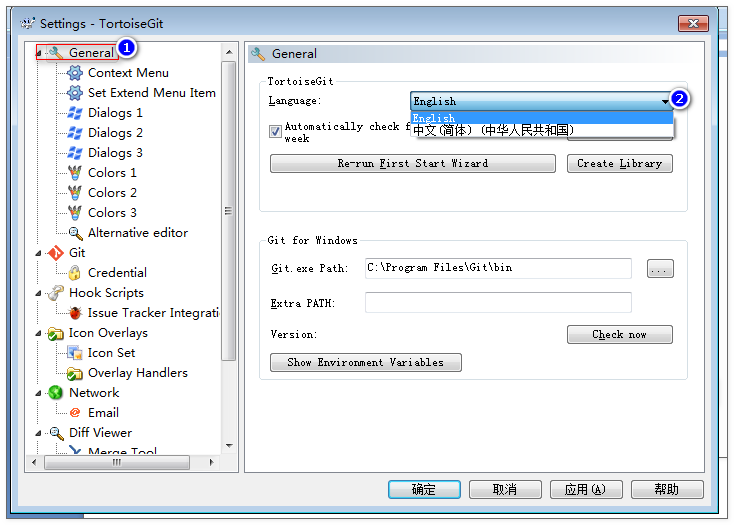 Settings - TortoiseGit
General
1
Context Menu
Set Extend Menu Item
Dialogs 1
Dialogs 2
Dialogs 3
Colors 1
Colors 2
Colors 3
Alternative editor
Git
Credential
Hook Scripts
Issue Tracker Integrati
Icon Overlays
Icon Set
Overlay Handlers
Network
Email
Diff Viewer
Merge Tool
General
TortoiseGit
Language:
English
2
English
中文(简体) (中华人民共和国)
Automatically check f
week
Re-run First Start Wizard
Create Library
Git for Windows
Git.exe Path:
C:\Program Files\Git\bin
...
Extra PATH:
Version:
Check now
Show Environment Variables
确定
取消
应用(A)
帮助